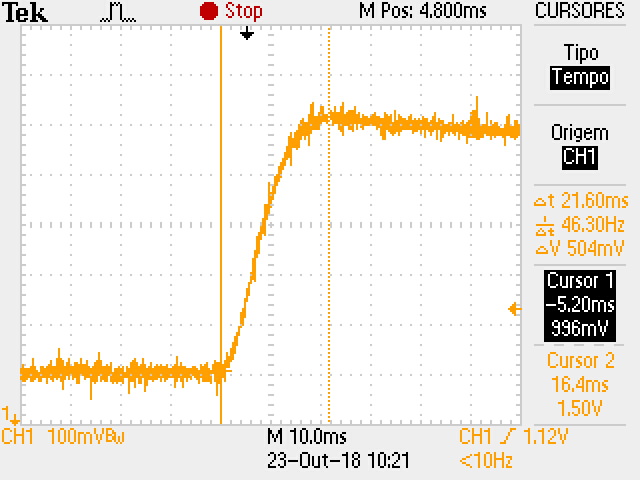 Tek Stop M Pos: 4.800ms CURSORES
Tipo
Tempo
Origem
CH1
Δt 21.60ms
1/Δt 46.30Hz
ΔV 504mV
Cursor 1
-5.20ms
996mV
Cursor 2
16.4ms
1.50V
1
CH1 100mVBw M 10.0ms CH1 / 1.12V
23-Out-18 10:21 <10Hz